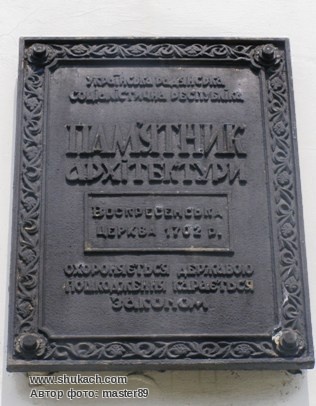 Українська Радянська
Соціалістична Республіка
ПАМ'ЯТНИК
АРХІТЕКТУРИ
ВОСКРЕСЕНСЬКА
ЦЕРКВА 1762 р.
ОХОРОНЯЄТЬСЯ ДЕРЖАВОЮ
ПОШКОДЖЕННЯ КАРАЄТЬСЯ
ЗАКОНОМ
www.shukach.com
Автор фото: master89